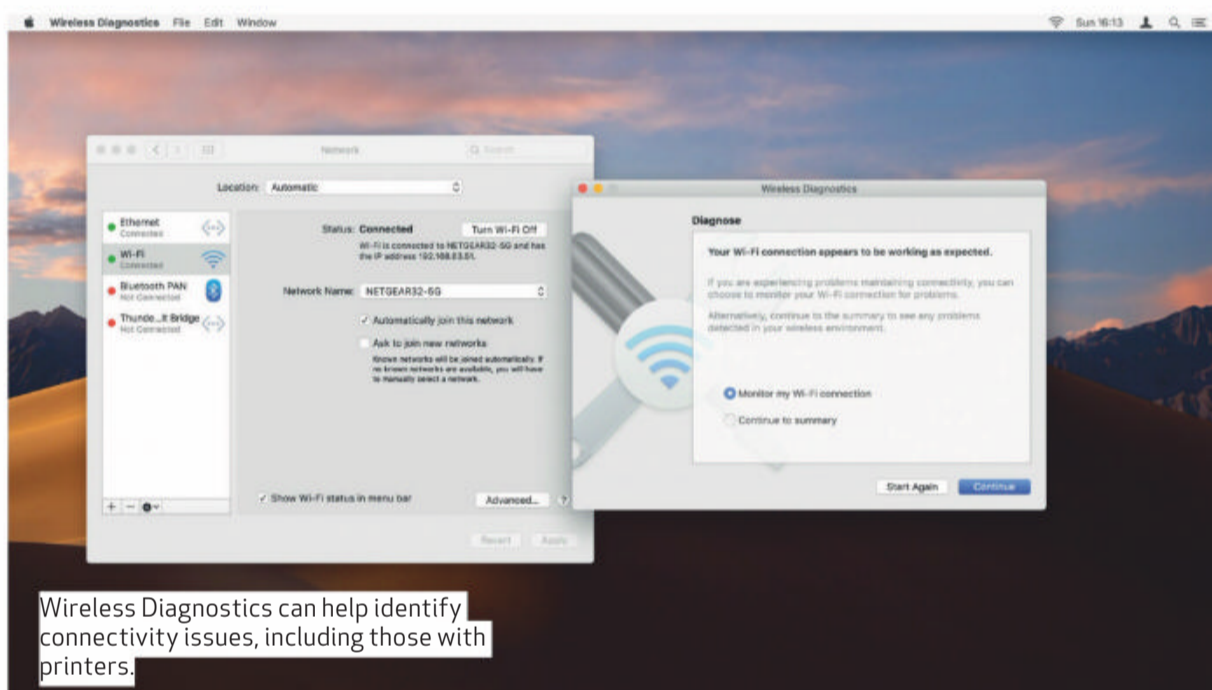 Wireless Diagnostics File Edit Window
Sun 16:13
Network
Search
Location: Automatic
Ethernet
Connected
Wi-Fi
Connected
Bluetooth PAN
Not Connected
Thunde...lt Bridge
Not Connected
Status: Connected
Turn Wi-Fi Off
Wi-Fi is connected to NETGEAR32-5G and has
the IP address
Network Name: NETGEAR32-5G
Automatically join this network
Ask to join new networks
Known networks will be joined automatically. If
no known networks are available, you will have
to manually select a network.
Show Wi-Fi status in menu bar
Advanced...
?
Revert
Apply
Wireless Diagnostics
Diagnose
Your Wi-Fi connection appears to be working as expected.
If you are experiencing problems maintaining connectivity, you can
choose to monitor your Wi-Fi connection for problems.
Alternatively, continue to the summary to see any problems
detected in your wireless environment.
Monitor my Wi-Fi connection
Continue to summary
Start Again
Continue
Wireless Diagnostics can help identify
connectivity issues, including those with
printers.